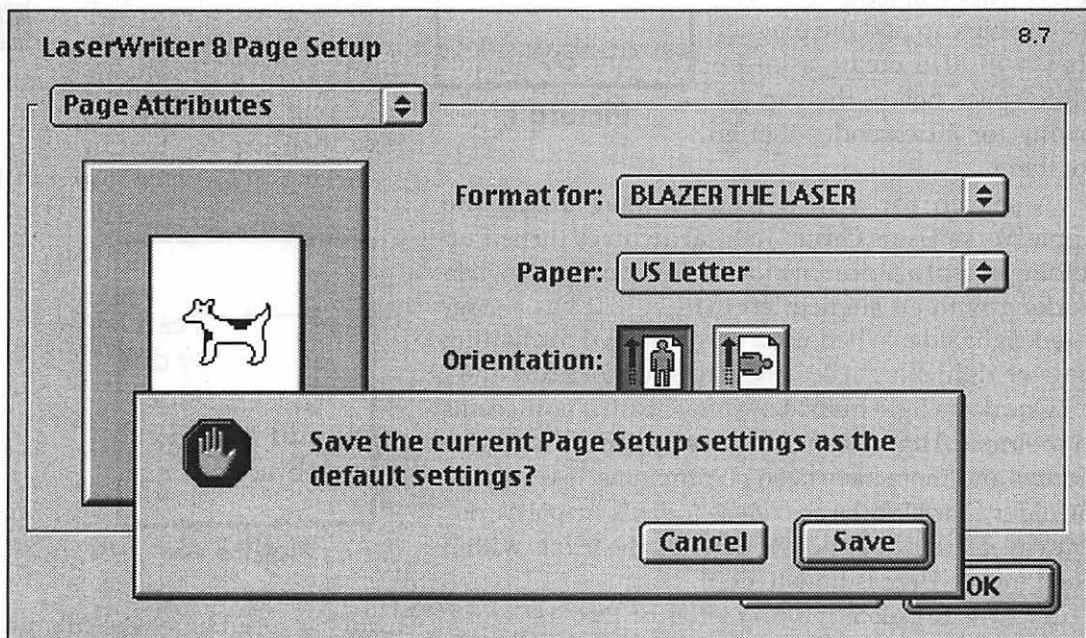 LaserWriter 8 Page Setup
8.7
Page Attributes
Format for: BLAZER THE LASER
Paper: US Letter
Orientation:
Save the current Page Setup settings as the
default settings?
Cancel
Save
OK